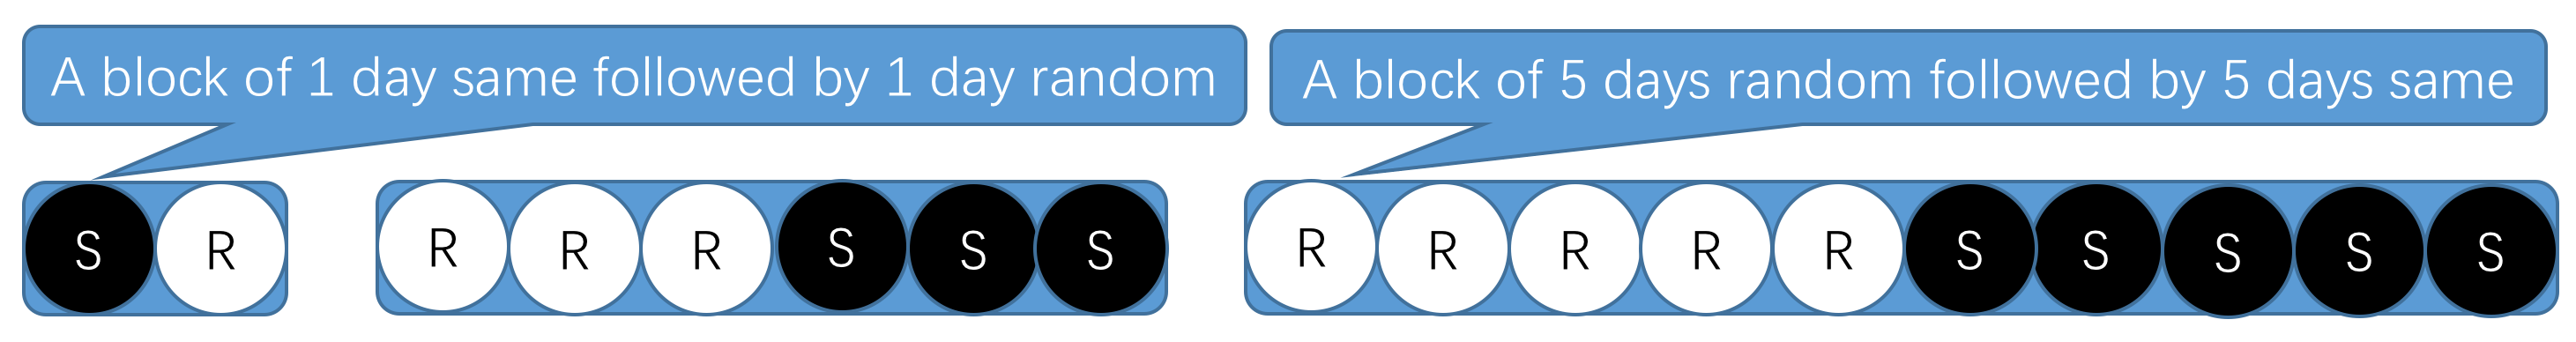 A block of 1 day same followed by 1 day random
A block of 5 days random followed by 5 days same
S R
R R R S S S
R R R R R S S S S S